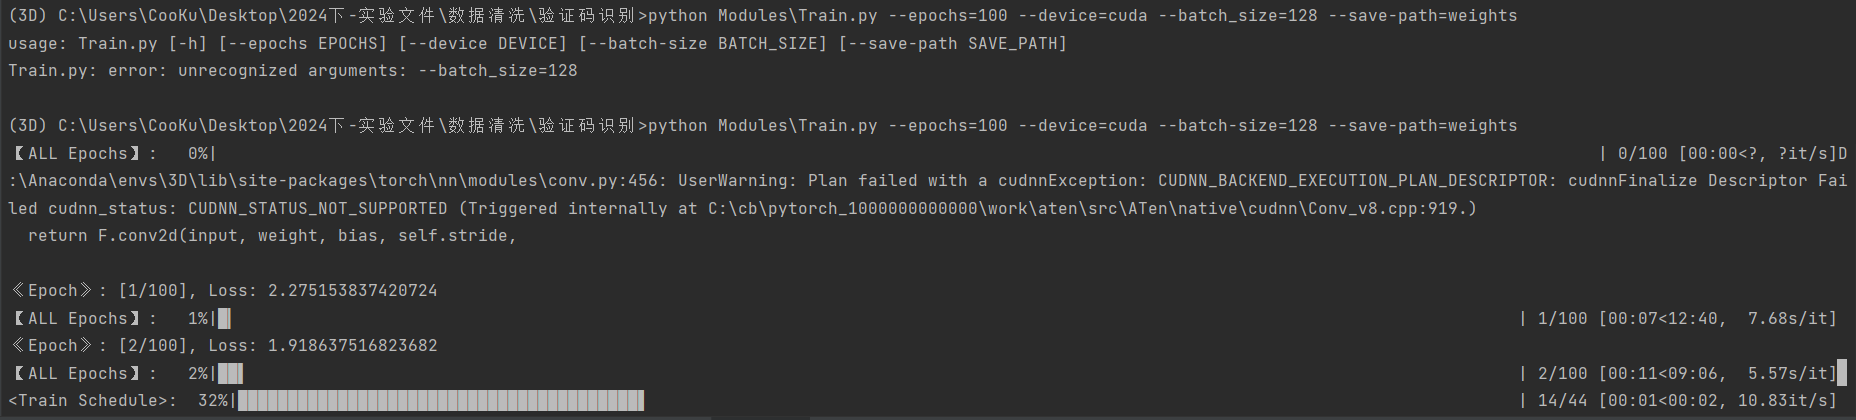 (3D) C:\Users\CooKu\Desktop\2024下-实验文件\数据清洗\验证码识别>python Modules\Train.py --epochs=100 --device=cuda --batch_size=128 --save-path=weights
usage: Train.py [-h] [--epochs EPOCHS] [--device DEVICE] [--batch-size BATCH_SIZE] [--save-path SAVE_PATH]
Train.py: error: unrecognized arguments: --batch_size=128
(3D) C:\Users\CooKu\Desktop\2024下-实验文件\数据清洗\验证码识别>python Modules\Train.py --epochs=100 --device=cuda --batch-size=128 --save-path=weights
【ALL Epochs】:   0%| | 0/100 [00:00<?, ?it/s]D
:\Anaconda\envs\3D\lib\site-packages\torch\nn\modules\conv.py:456: UserWarning: Plan failed with a cudnnException: CUDNN_BACKEND_EXECUTION_PLAN_DESCRIPTOR: cudnnFinalize Descriptor Fai
led cudnn_status: CUDNN_STATUS_NOT_SUPPORTED (Triggered internally at C:\cb\pytorch_1000000000000\work\aten\src\ATen\native\cudnn\Conv_v8.cpp:919.)
  return F.conv2d(input, weight, bias, self.stride,
《Epoch》: [1/100], Loss: 2.275153837420724
【ALL Epochs】:   1%| | 1/100 [00:07<12:40,  7.68s/it]
《Epoch》: [2/100], Loss: 1.918637516823682
【ALL Epochs】:   2%| | 2/100 [00:11<09:06,  5.57s/it]
<Train Schedule>:  32%| | 14/44 [00:01<00:02, 10.83it/s]